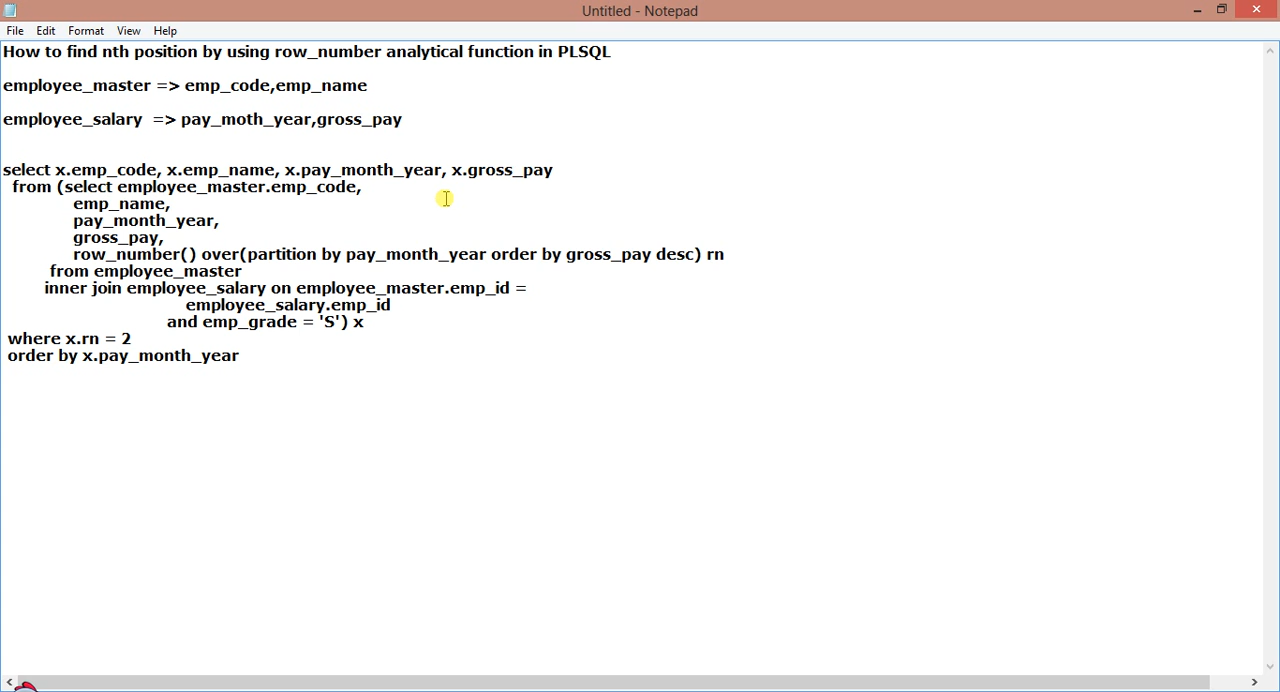 Untitled - Notepad
File Edit Format View Help
How to find nth position by using row_number analytical function in PLSQL
employee_master => emp_code,emp_name
employee_salary => pay_moth_year,gross_pay
select x.emp_code, x.emp_name, x.pay_month_year, x.gross_pay
from (select employee_master.emp_code,
emp_name,
pay_month_year,
gross_pay,
row_number() over(partition by pay_month_year order by gross_pay desc) rn
from employee_master
inner join employee_salary on employee_master.emp_id =
employee_salary.emp_id
and emp_grade = 'S') x
where x.rn = 2
order by x.pay_month_year